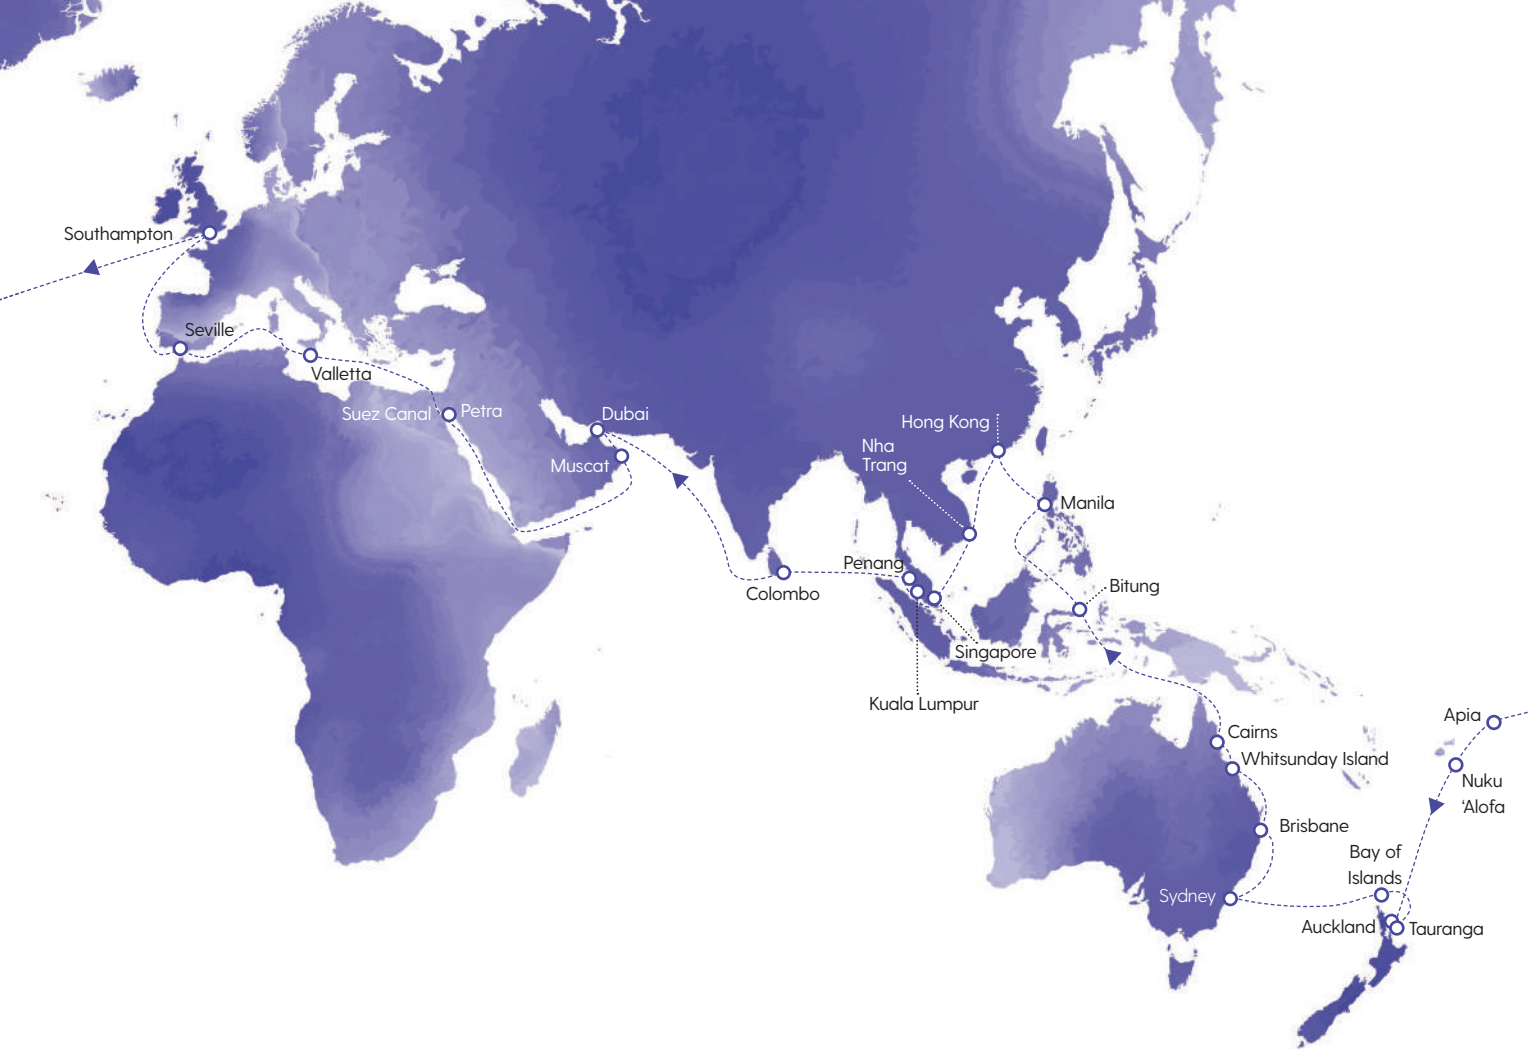 Southampton
Seville
Valletta
Suez Canal
Petra
Dubai
Muscat
Hong Kong
Nha
Trang
Manila
Penang
Colombo
Bitung
Singapore
Kuala Lumpur
Apia
Cairns
Whitsunday Island
Nuku
‘Alofa
Brisbane
Bay of
Islands
Sydney
Auckland
Tauranga